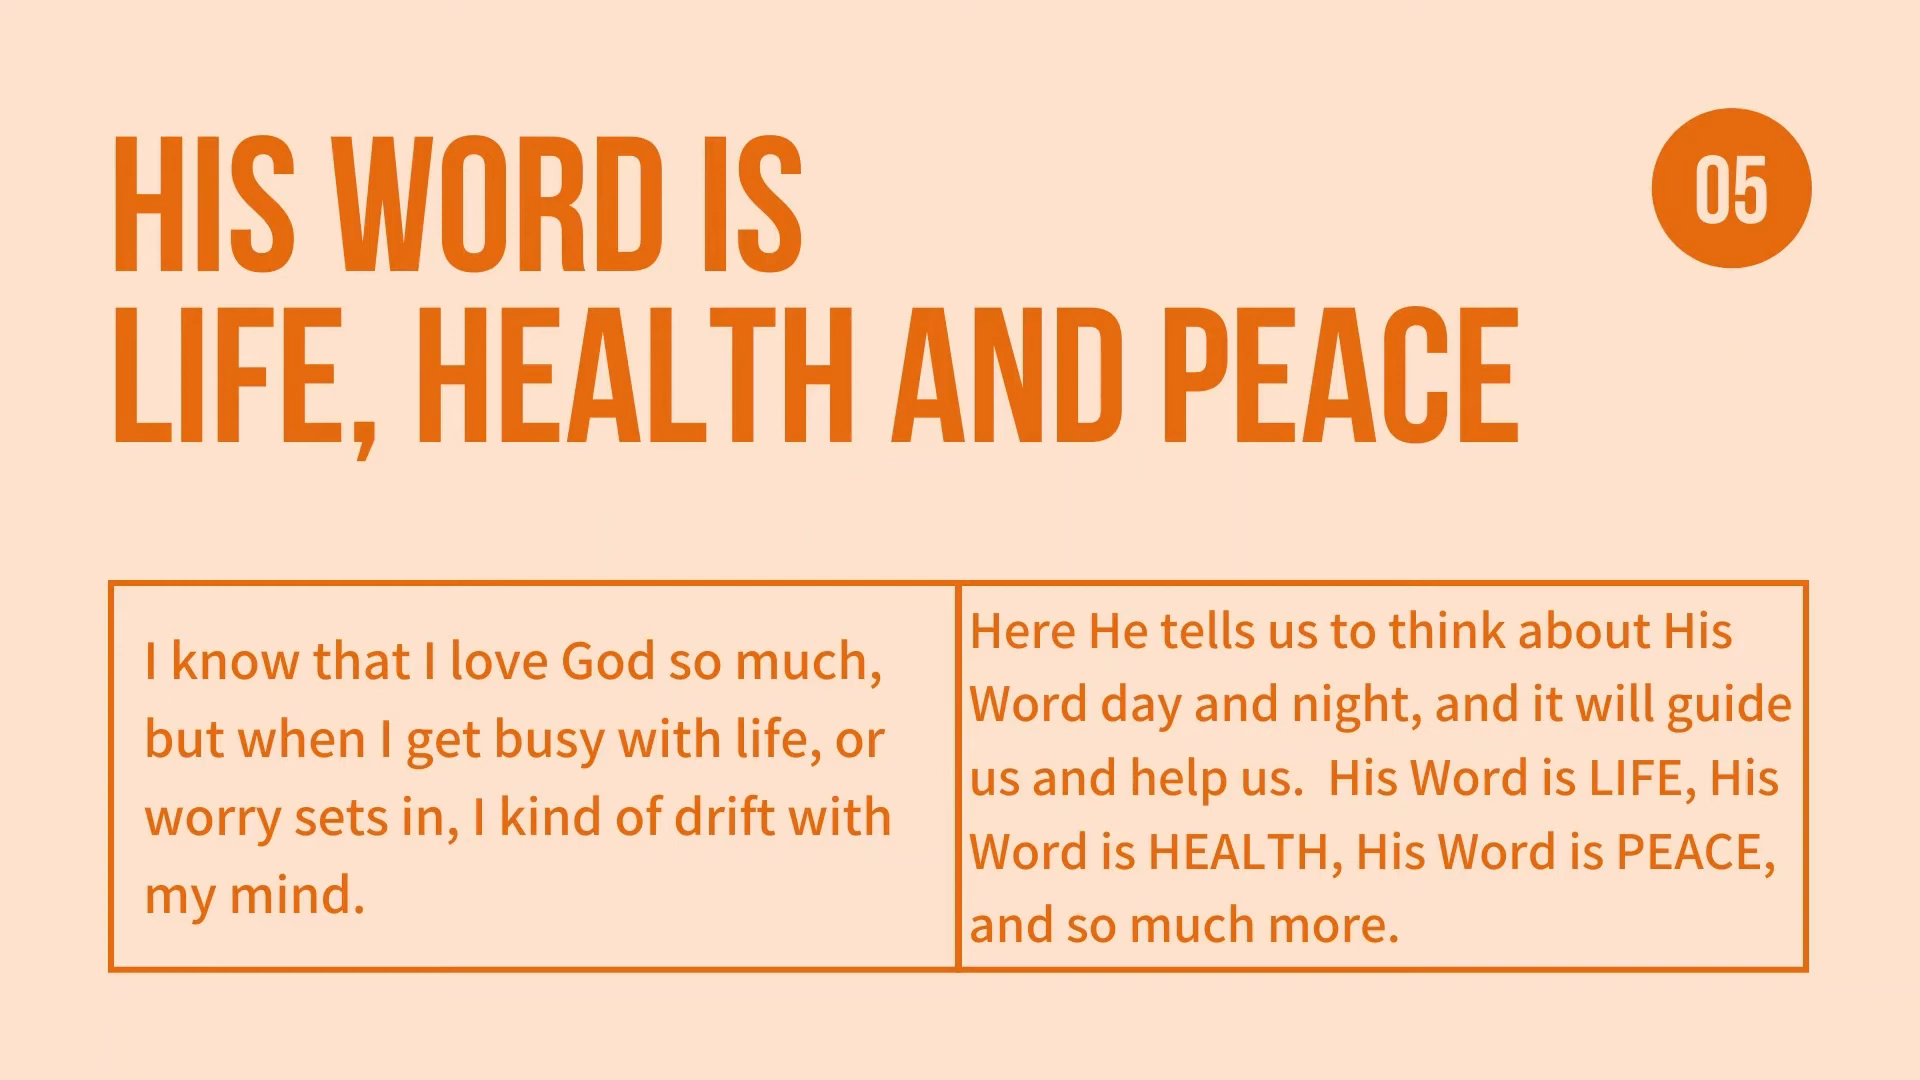 HIS WORD IS
LIFE, HEALTH AND PEACE
05
I know that I love God so much,
but when I get busy with life, or
worry sets in, I kind of drift with
my mind.
Here He tells us to think about His
Word day and night, and it will guide
us and help us.  His Word is LIFE, His
Word is HEALTH, His Word is PEACE,
and so much more.